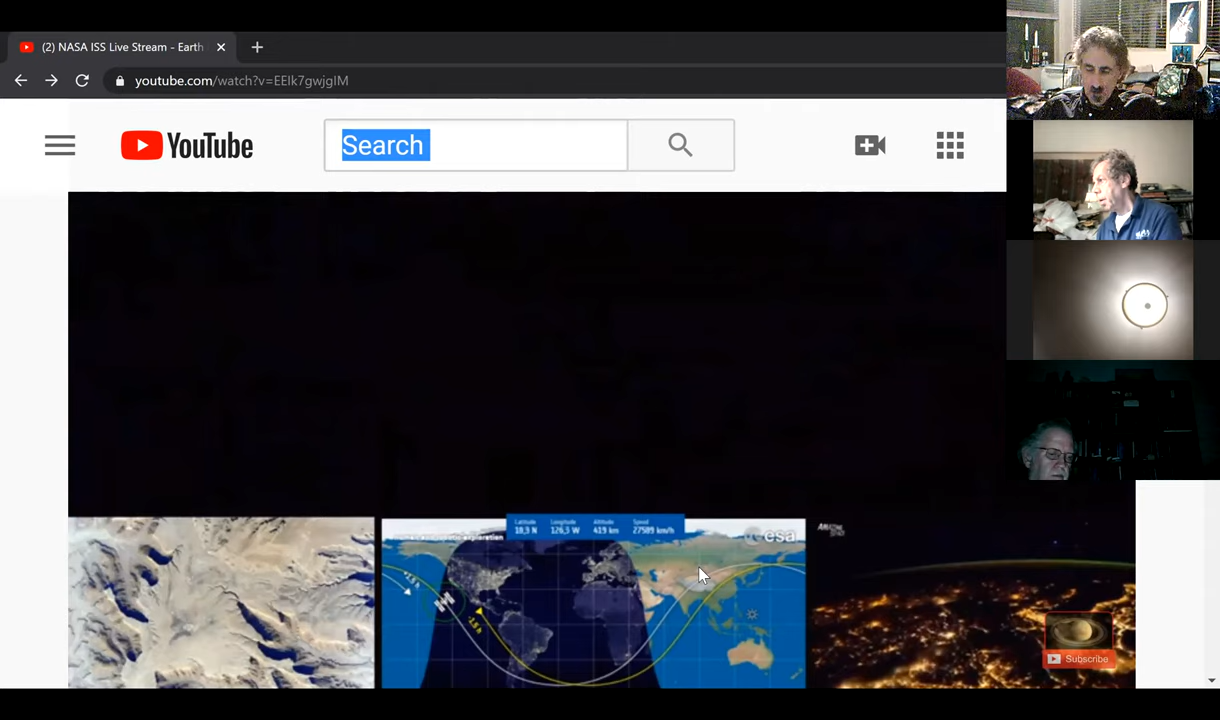 (2) NASA ISS Live Stream - Earth
youtube.com/watch?v=EEIk7gwjgIM
YouTube
Search
Latitude Longitude Altitude Speed
18,3 N 126,3 W 419 km 27589 km/h
esa
Subscribe